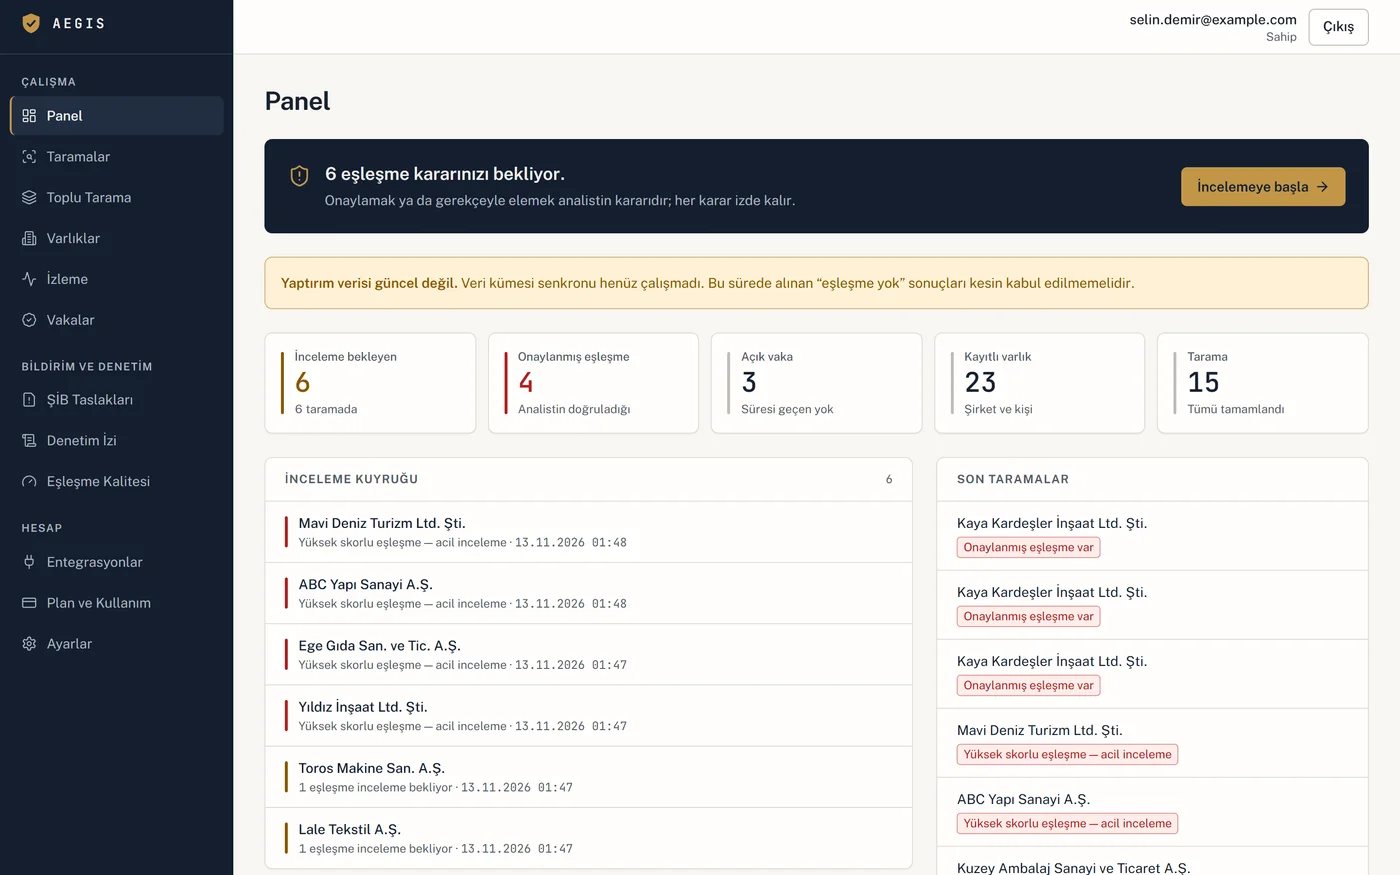 AEGIS
ÇALIŞMA
Panel
Taramalar
Toplu Tarama
Varlıklar
İzleme
Vakalar
BİLDİRİM VE DENETİM
ŞİB Taslakları
Denetim İzi
Eşleşme Kalitesi
HESAP
Entegrasyonlar
Plan ve Kullanım
Ayarlar
selin.demir@example.com
Sahip
Çıkış
Panel
6 eşleşme kararınızı bekliyor.
Onaylamak ya da gerekçeyle elemek analistin kararıdır; her karar izde kalır.
İncelemeye başla →
Yaptırım verisi güncel değil. Veri kümesi senkronu henüz çalışmadı. Bu sürede alınan “eşleşme yok” sonuçları kesin kabul edilmemelidir.
İnceleme bekleyen
6
6 taramada
Onaylanmış eşleşme
4
Analistin doğruladığı
Açık vaka
3
Süresi geçen yok
Kayıtlı varlık
23
Şirket ve kişi
Tarama
15
Tümü tamamlandı
İNCELEME KUYRUĞU 6
Mavi Deniz Turizm Ltd. Şti.
Yüksek skorlu eşleşme — acil inceleme · 13.11.2026 01:48
ABC Yapı Sanayi A.Ş.
Yüksek skorlu eşleşme — acil inceleme · 13.11.2026 01:48
Ege Gıda San. ve Tic. A.Ş.
Yüksek skorlu eşleşme — acil inceleme · 13.11.2026 01:47
Yıldız İnşaat Ltd. Şti.
Yüksek skorlu eşleşme — acil inceleme · 13.11.2026 01:47
Toros Makine San. A.Ş.
1 eşleşme inceleme bekliyor · 13.11.2026 01:47
Lale Tekstil A.Ş.
1 eşleşme inceleme bekliyor · 13.11.2026 01:47
SON TARAMALAR
Kaya Kardeşler İnşaat Ltd. Şti.
Onaylanmış eşleşme var
Kaya Kardeşler İnşaat Ltd. Şti.
Onaylanmış eşleşme var
Kaya Kardeşler İnşaat Ltd. Şti.
Onaylanmış eşleşme var
Mavi Deniz Turizm Ltd. Şti.
Yüksek skorlu eşleşme — acil inceleme
ABC Yapı Sanayi A.Ş.
Yüksek skorlu eşleşme — acil inceleme
Kuzey Ambalaj Sanayi ve Ticaret A.Ş.